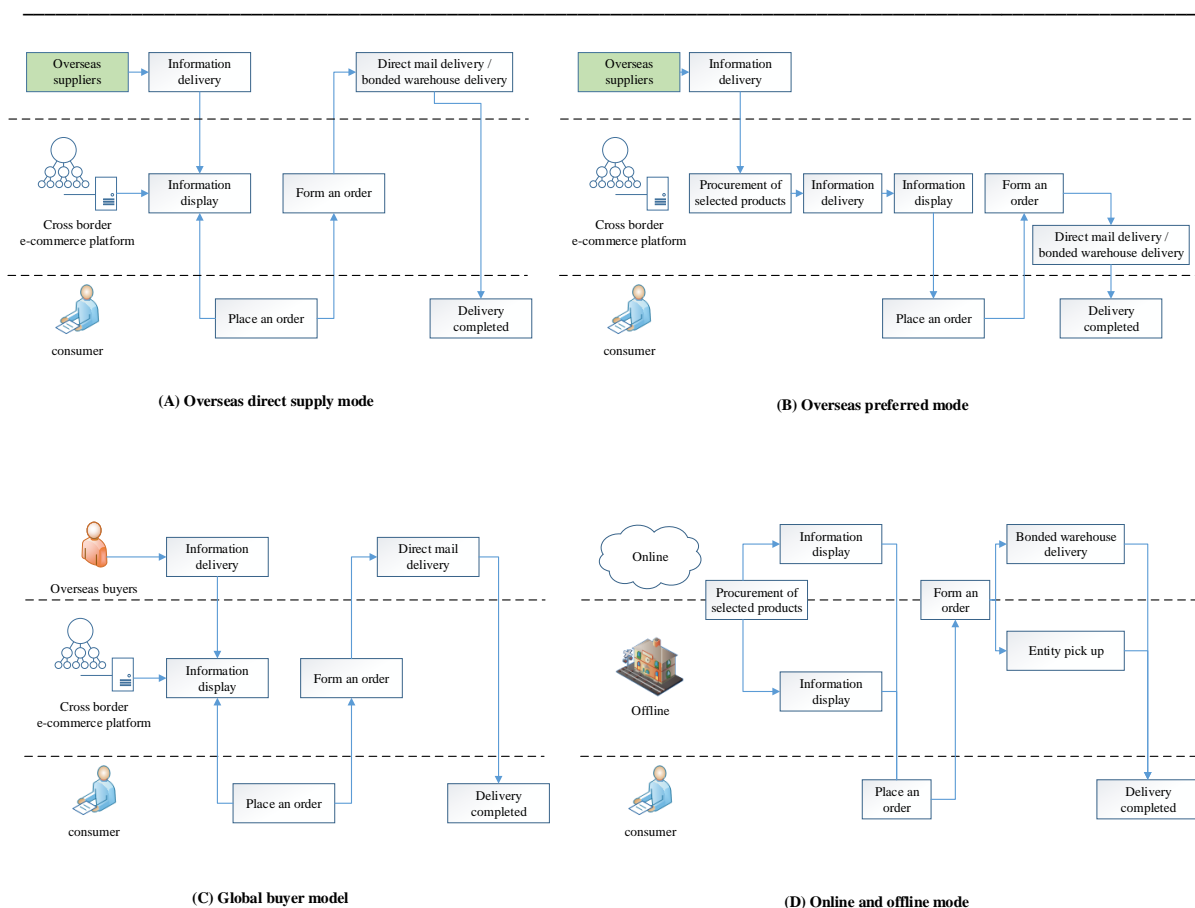 Overseas
suppliers
Information
delivery
Direct mail delivery /
bonded warehouse delivery
Cross border
e-commerce platform
Information
display
Form an order
consumer
Place an order
Delivery
completed
(A) Overseas direct supply mode
Overseas
suppliers
Information
delivery
Cross border
e-commerce platform
Procurement of
selected products
Information
delivery
Information
display
Form an
order
Direct mail delivery /
bonded warehouse delivery
consumer
Place an order
Delivery
completed
(B) Overseas preferred mode
Overseas buyers
Information
delivery
Direct mail
delivery
Cross border
e-commerce platform
Information
display
Form an order
consumer
Place an order
Delivery
completed
(C) Global buyer model
Online
Information
display
Bonded warehouse
delivery
Procurement of
selected products
Form an
order
Offline
Information
display
Entity pick up
consumer
Place an
order
Delivery
completed
(D) Online and offline mode